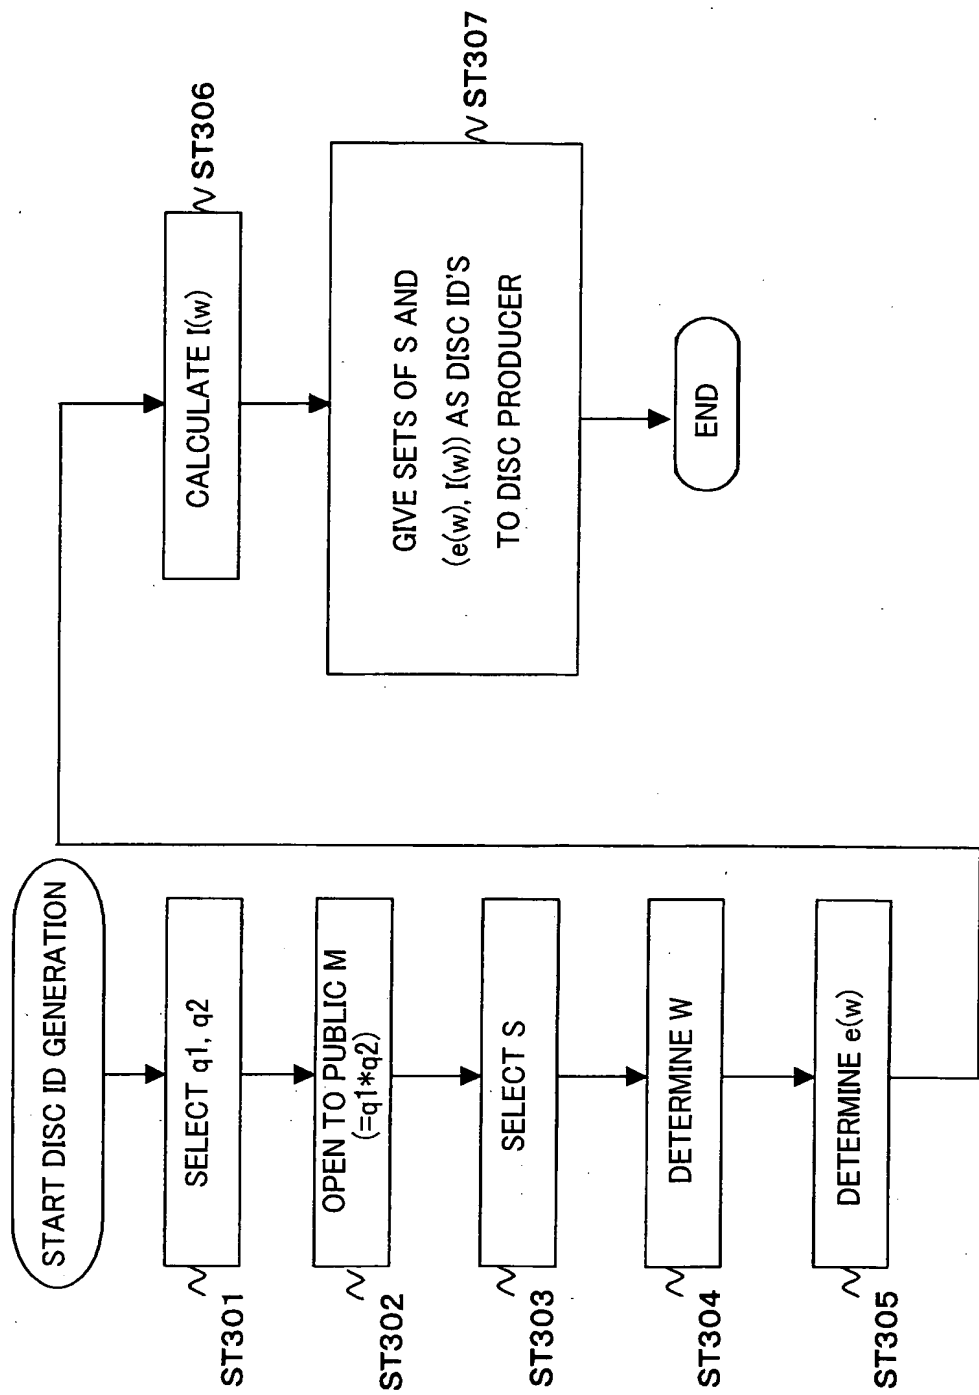 START DISC ID GENERATION
SELECT q1, q2
ST301
OPEN TO PUBLIC M
(=q1*q2)
ST302
SELECT S
ST303
DETERMINE W
ST304
DETERMINE e(w)
ST305
CALCULATE I(w)
ST306
GIVE SETS OF S AND
(e(w), I(w)) AS DISC ID'S
TO DISC PRODUCER
ST307
END